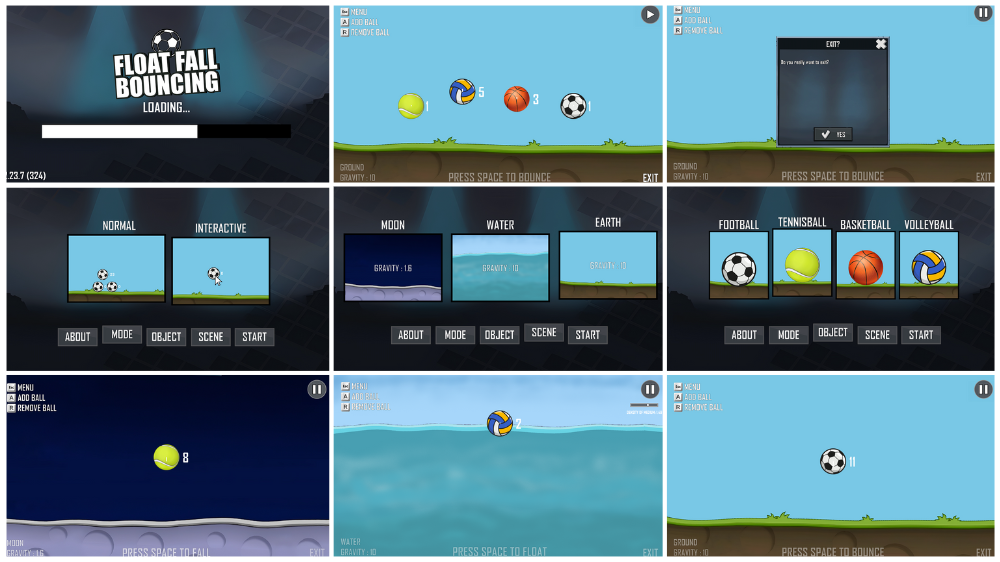 FLOAT FALL
BOUNCING
LOADING...
.23.7 (324)
Esc MENU
A ADD BALL
R REMOVE BALL
1
5
3
1
GROUND
GRAVITY : 10
PRESS SPACE TO BOUNCE
EXIT
Esc MENU
A ADD BALL
R REMOVE BALL
EXIT?
Do you really want to exit?
YES
GROUND
GRAVITY : 10
PRESS SPACE TO BOUNCE
EXIT
NORMAL
INTERACTIVE
ABOUT
MODE
OBJECT
SCENE
START
MOON
WATER
EARTH
GRAVITY : 1.6
GRAVITY : 10
GRAVITY : 10
ABOUT
MODE
OBJECT
SCENE
START
FOOTBALL
TENNISBALL
BASKETBALL
VOLLEYBALL
ABOUT
MODE
OBJECT
SCENE
START
Esc MENU
A ADD BALL
R REMOVE BALL
8
MOON
GRAVITY : 1.6
PRESS SPACE TO FALL
EXIT
Esc MENU
A ADD BALL
R REMOVE BALL
2
WATER
GRAVITY : 10
PRESS SPACE TO FLOAT
EXIT
Esc MENU
A ADD BALL
R REMOVE BALL
11
GROUND
GRAVITY : 10
PRESS SPACE TO BOUNCE
EXIT